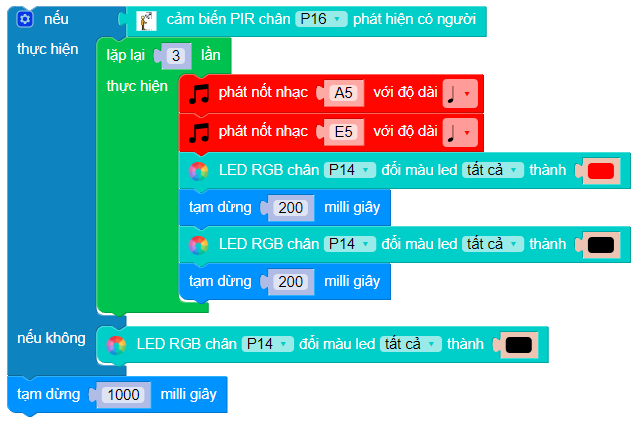 nếu cảm biến PIR chân P16 phát hiện có người
thực hiện lặp lại 3 lần
thực hiện phát nốt nhạc A5 với độ dài
phát nốt nhạc E5 với độ dài
LED RGB chân P14 đổi màu led tất cả thành
tạm dừng 200 milli giây
LED RGB chân P14 đổi màu led tất cả thành
tạm dừng 200 milli giây
nếu không LED RGB chân P14 đổi màu led tất cả thành
tạm dừng 1000 milli giây